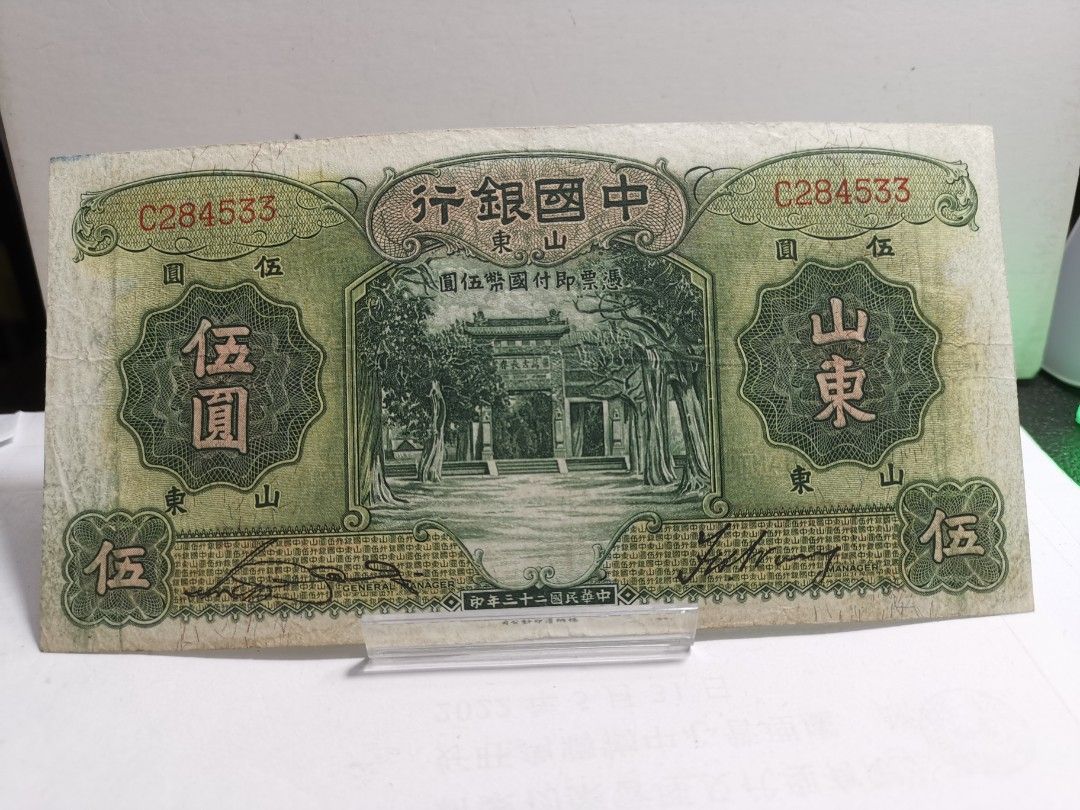 C284533
中國銀行
C284533
山東
伍圓
伍圓
憑票即付國幣伍圓
山東
伍圓
山東
山東
伍
伍
GENERAL MANAGER
MANAGER
中華民國二十三年印